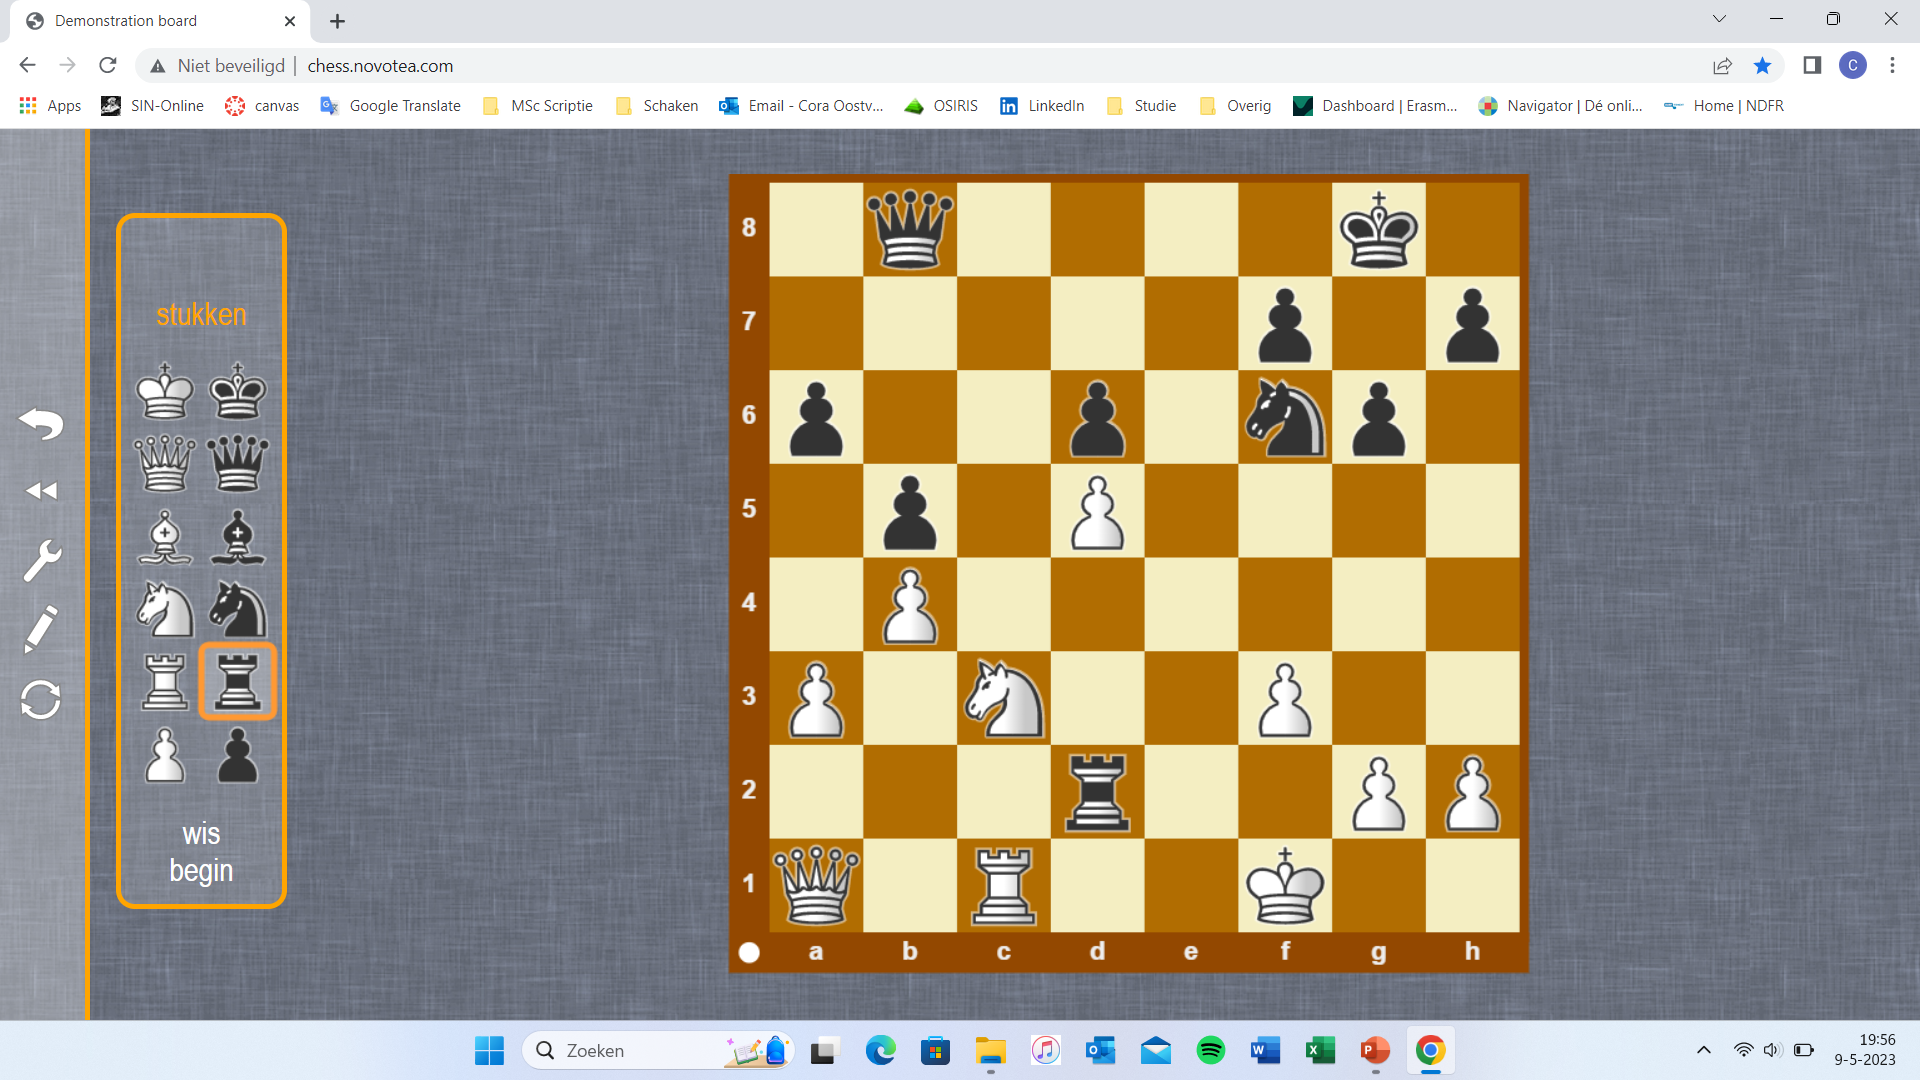 Demonstration board
Niet beveiligd | chess.novotea.com
C
Apps SIN-Online canvas Google Translate MSc Scriptie Schaken Email - Cora Oostv... OSIRIS LinkedIn Studie Overig Dashboard | Erasm... Navigator | Dé onli... Home | NDFR
stukken
wis
begin
8
7
6
5
4
3
2
1
a b c d e f g h
Zoeken
19:56
9-5-2023